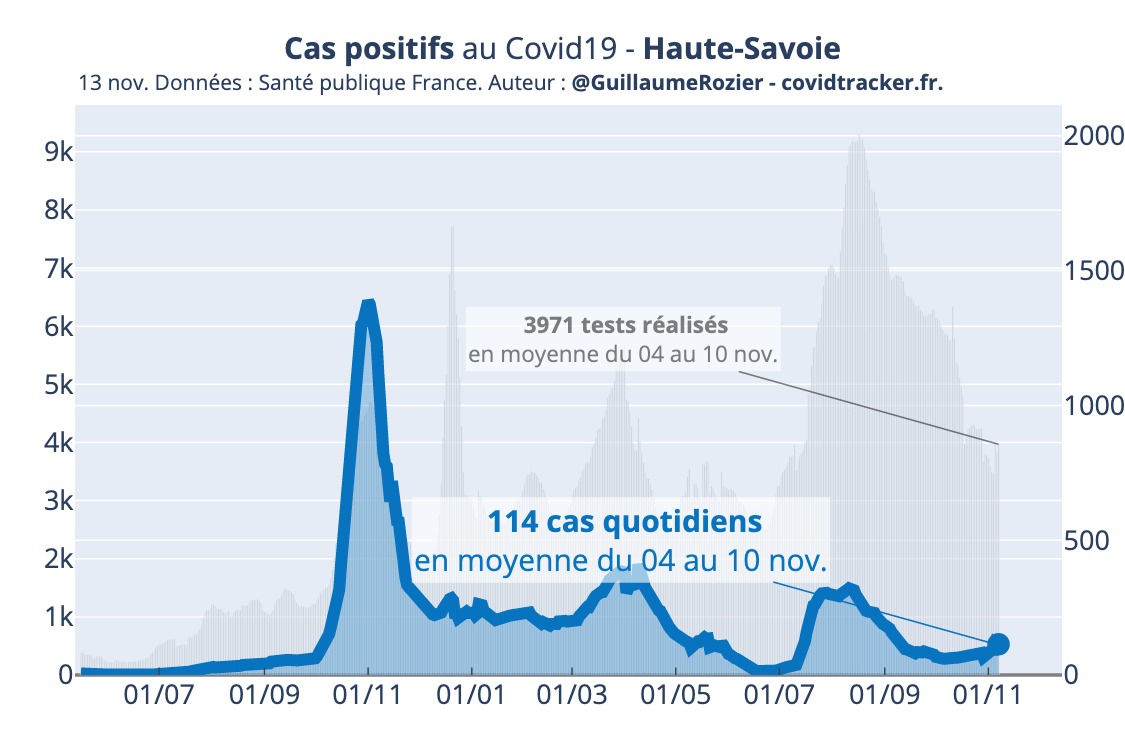 Cas positifs au Covid19 - Haute-Savoie
13 nov. Données : Santé publique France. Auteur : @GuillaumeRozier - covidtracker.fr.
9k
8k
7k
6k
5k
4k
3k
2k
1k
0
2000
1500
1000
500
0
3971 tests réalisés
en moyenne du 04 au 10 nov.
114 cas quotidiens
en moyenne du 04 au 10 nov.
01/07 01/09 01/11 01/01 01/03 01/05 01/07 01/09 01/11